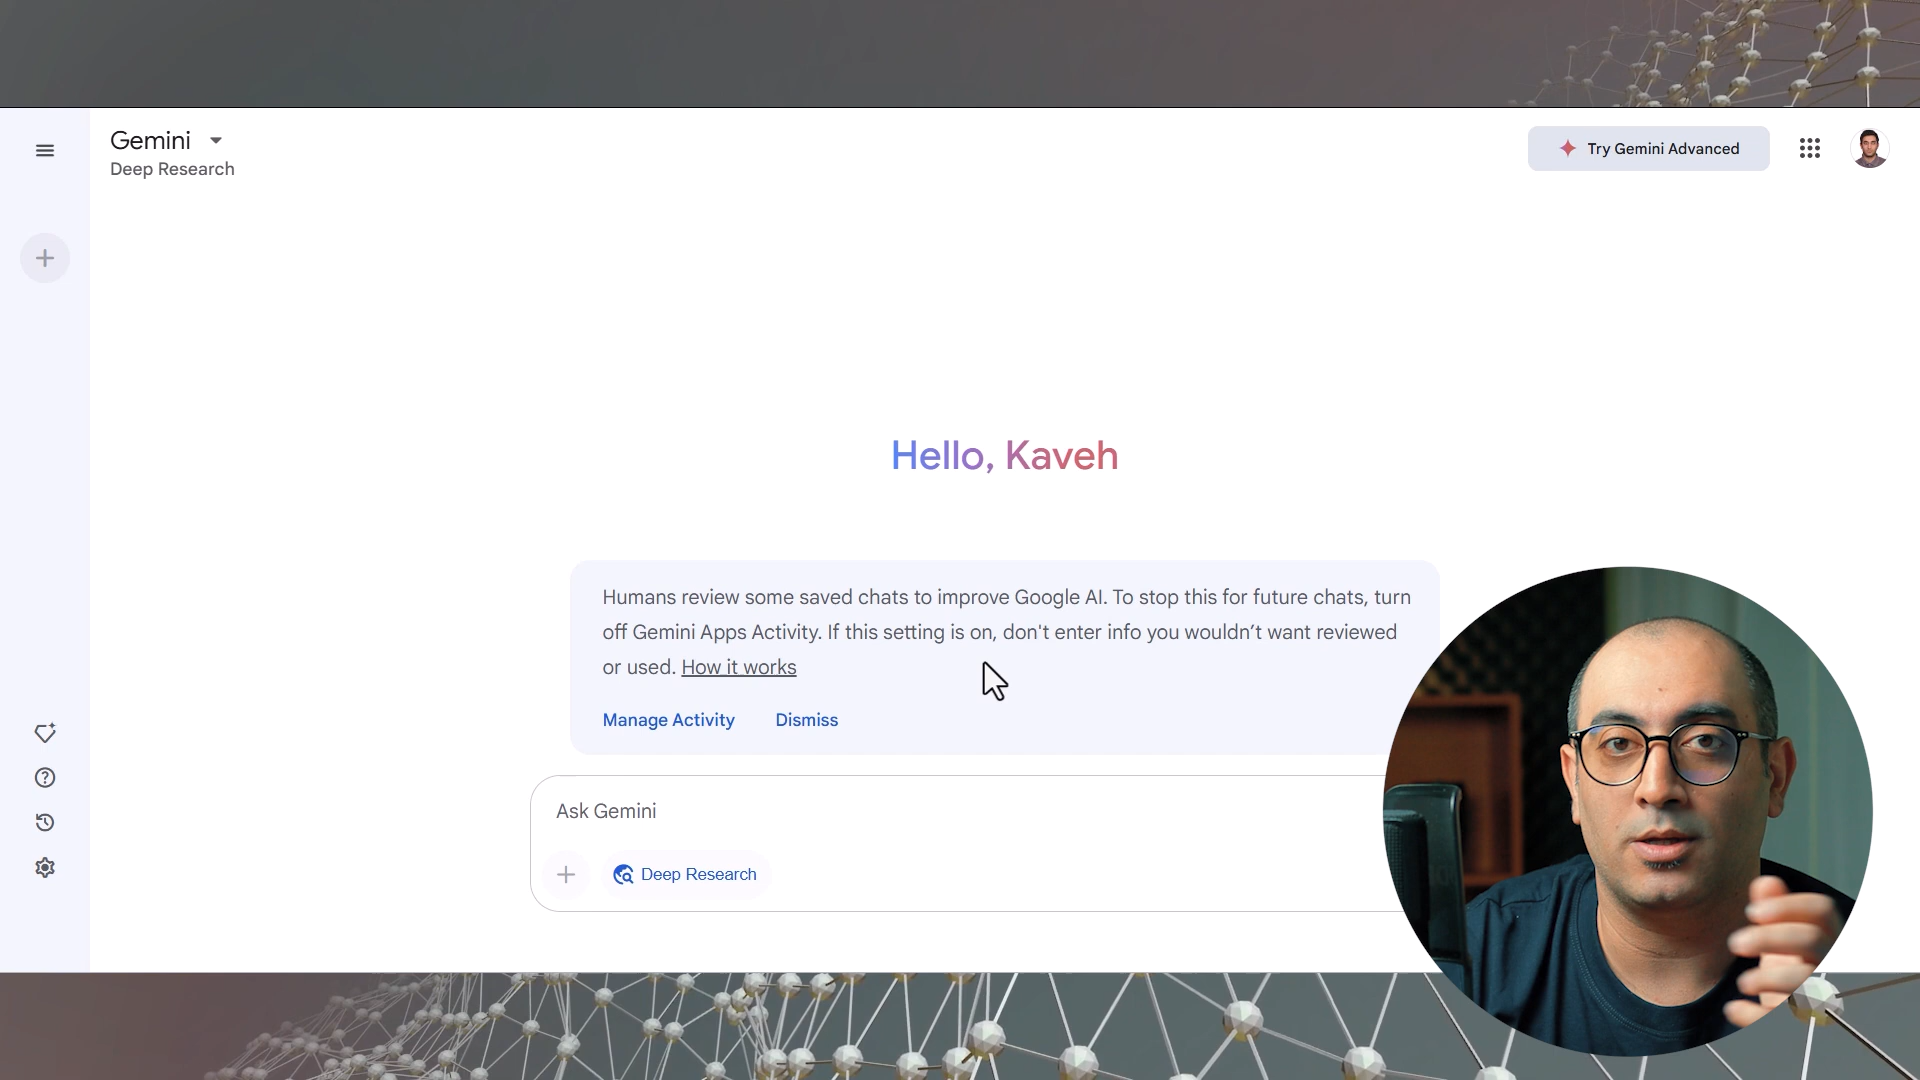 Gemini
Deep Research
Try Gemini Advanced
Hello, Kaveh
Humans review some saved chats to improve Google AI. To stop this for future chats, turn
off Gemini Apps Activity. If this setting is on, don't enter info you wouldn’t want reviewed
or used. How it works
Manage Activity Dismiss
Ask Gemini
Deep Research